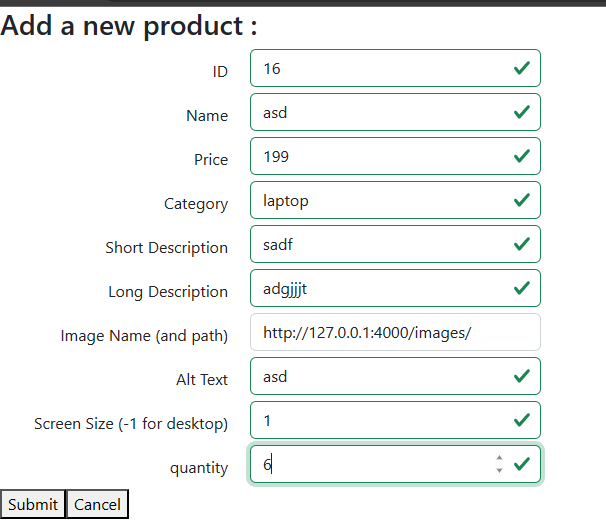 Add a new product :
ID 16
Name asd
Price 199
Category laptop
Short Description sadf
Long Description adgjjjt
Image Name (and path) http://127.0.0.1:4000/images/
Alt Text asd
Screen Size (-1 for desktop) 1
quantity 6
Submit Cancel